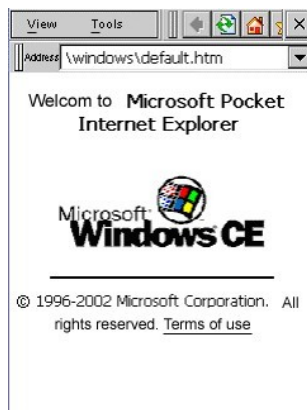 View Tools
Address \windows\default.htm
Welcom to Microsoft Pocket
Internet Explorer
Microsoft
Windows CE
© 1996-2002 Microsoft Corporation. All
rights reserved. Terms of use